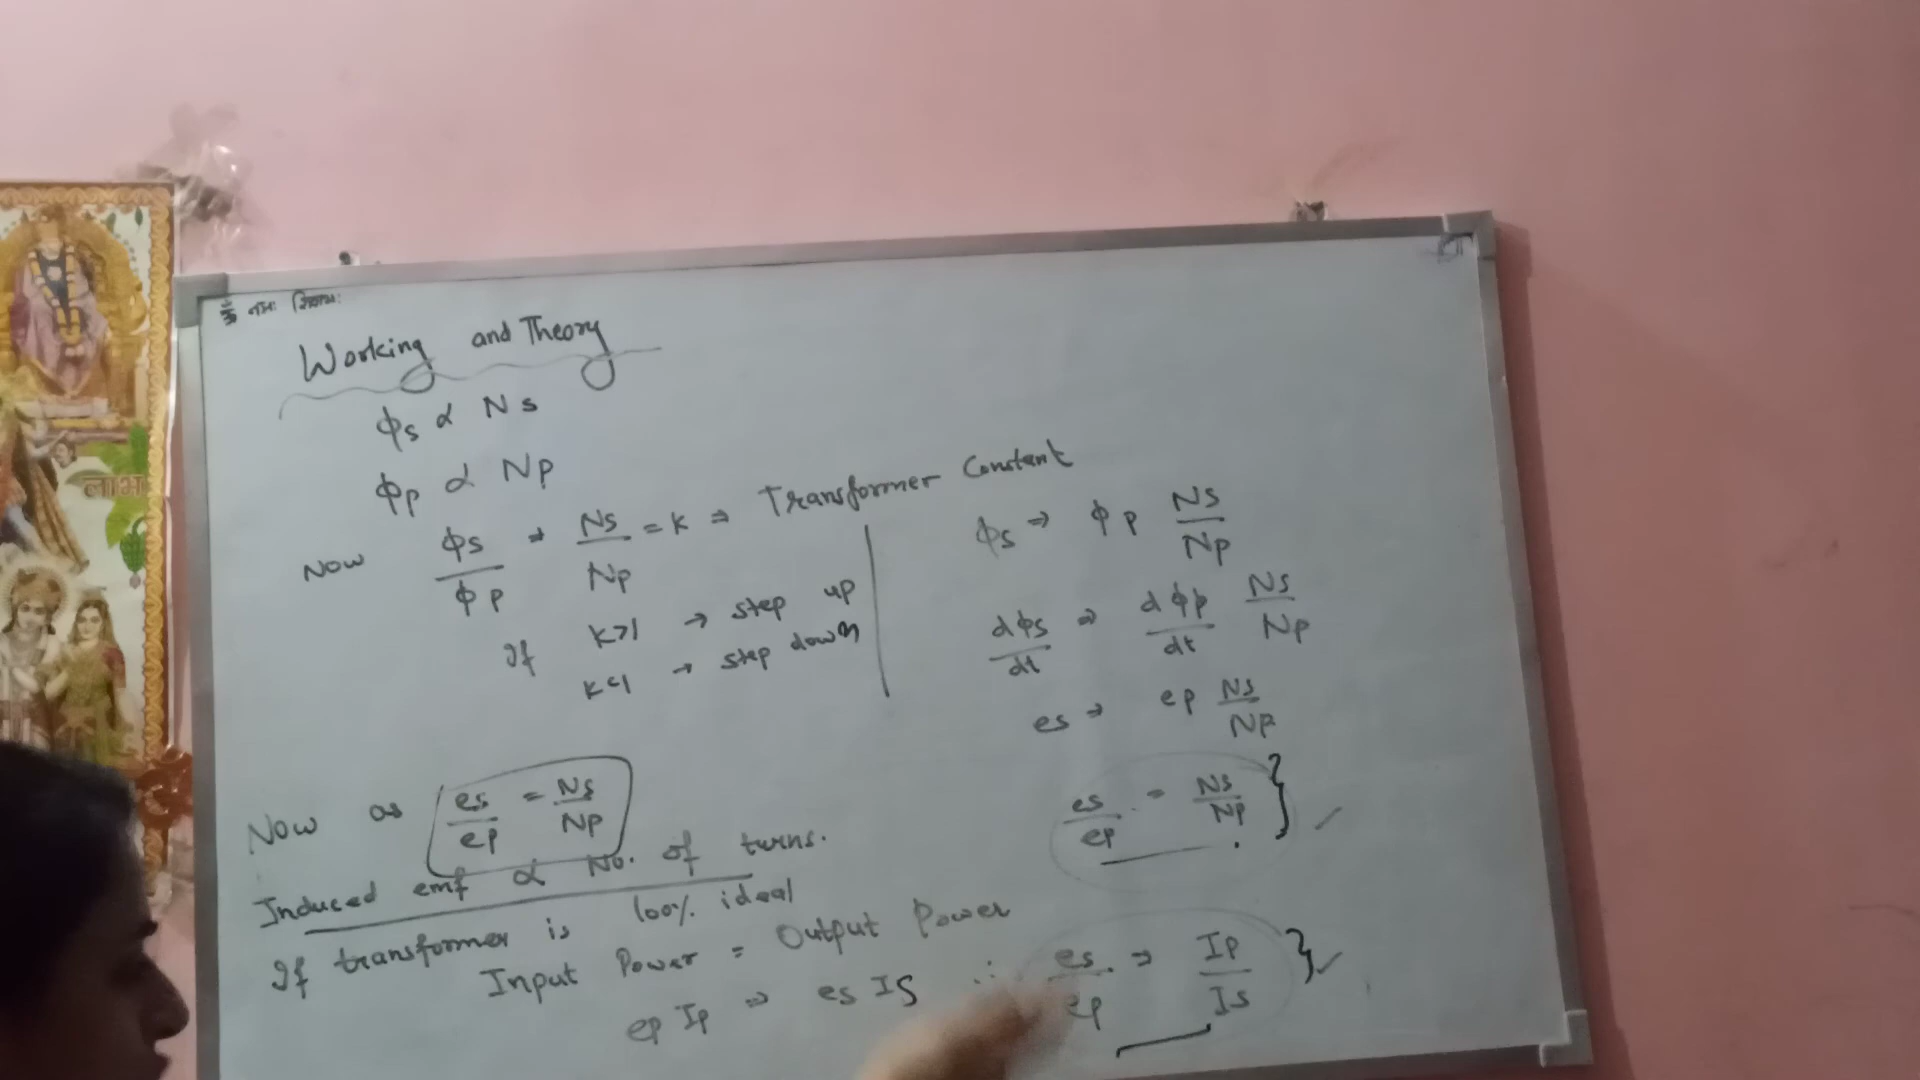 ॐ नमः शिवाय:
Working and Theory
ϕs ∝ Ns
ϕp ∝ Np
Now ϕs/ϕp ⇒ Ns/Np = K ⇒ Transformer Constant
If K>1 → step up
K<1 → step down
ϕs ⇒ ϕp Ns/Np
dϕs/dt ⇒ dϕp/dt Ns/Np
es ⇒ ep Ns/Np
es/ep = Ns/Np
Now as es/ep = Ns/Np
Induced emf ∝ No. of turns.
If transformer is 100% ideal
Input Power = Output Power
ep Ip ⇒ es Is ∴ es/ep ⇒ Ip/Is
लाभ